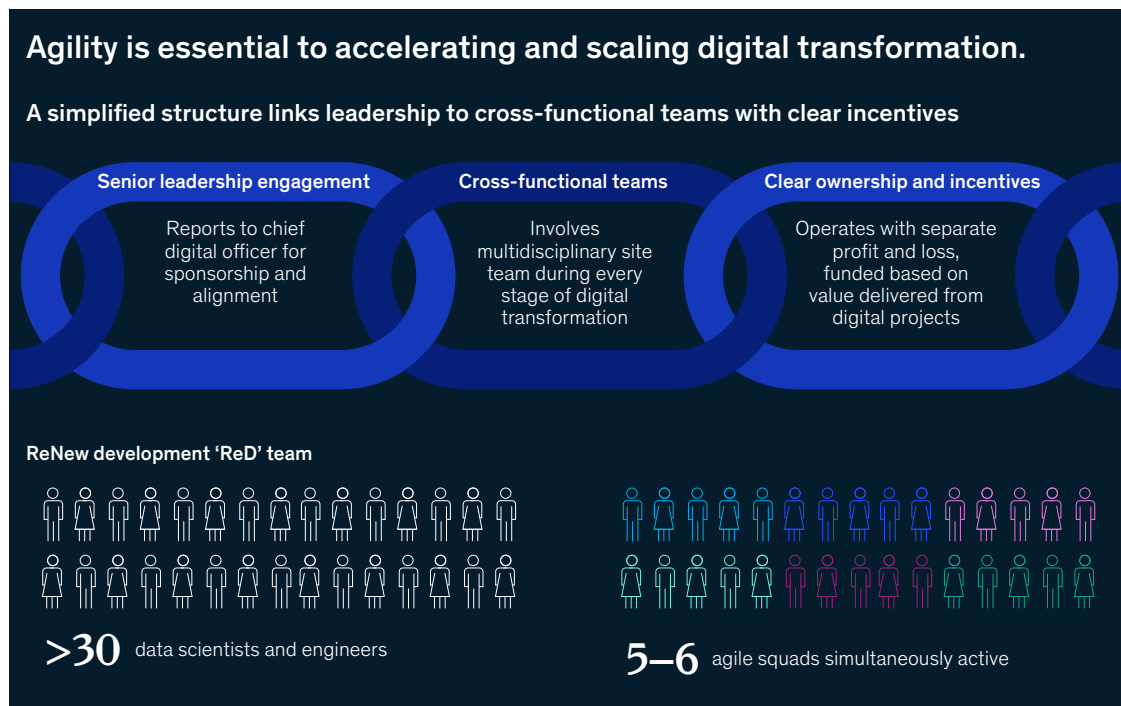 Agility is essential to accelerating and scaling digital transformation.
A simplified structure links leadership to cross-functional teams with clear incentives
Senior leadership engagement
Reports to chief
digital officer for
sponsorship and
alignment
Cross-functional teams
Involves
multidisciplinary site
team during every
stage of digital
transformation
Clear ownership and incentives
Operates with separate
profit and loss,
funded based on
value delivered from
digital projects
ReNew development ‘ReD’ team
>30 data scientists and engineers
5–6 agile squads simultaneously active